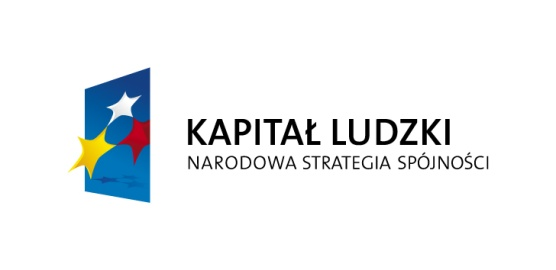 KAPITAŁ LUDZKI
NARODOWA STRATEGIA SPÓJNOŚCI